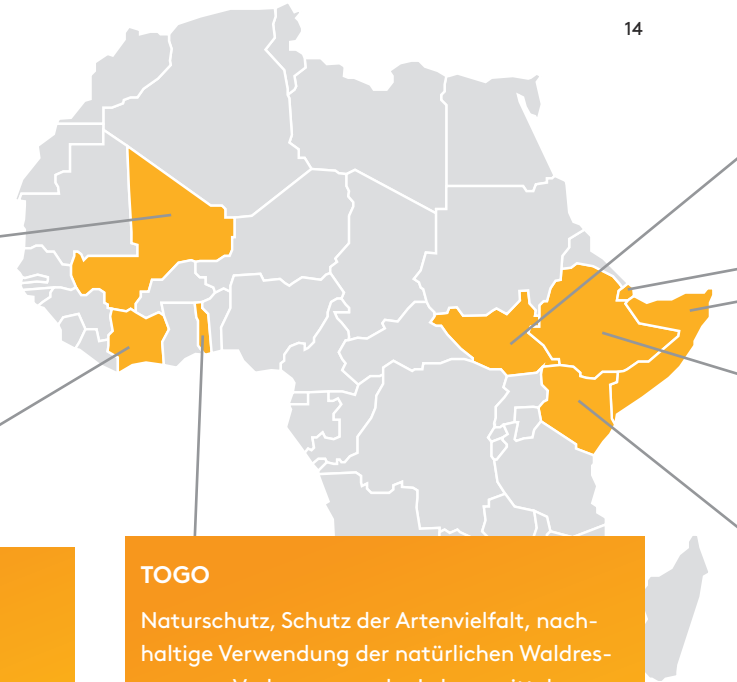 14
TOGO
Naturschutz, Schutz der Artenvielfalt, nach-
haltige Verwendung der natürlichen Waldres-